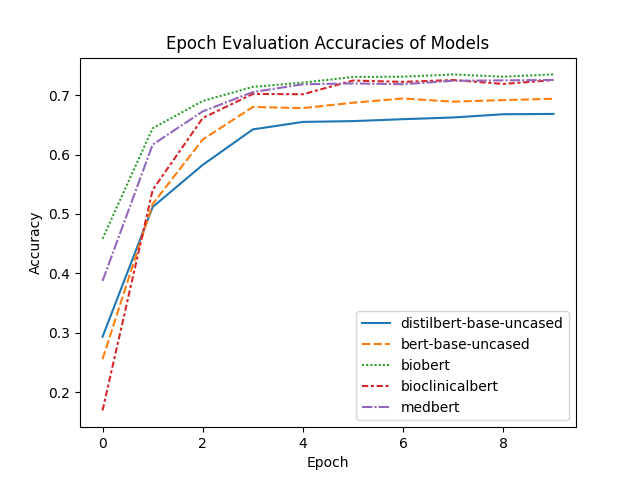 Epoch Evaluation Accuracies of Models
Accuracy
0.7
0.6
0.5
0.4
0.3
0.2
distilbert-base-uncased
bert-base-uncased
biobert
bioclinicalbert
medbert
0 2 4 6 8
Epoch